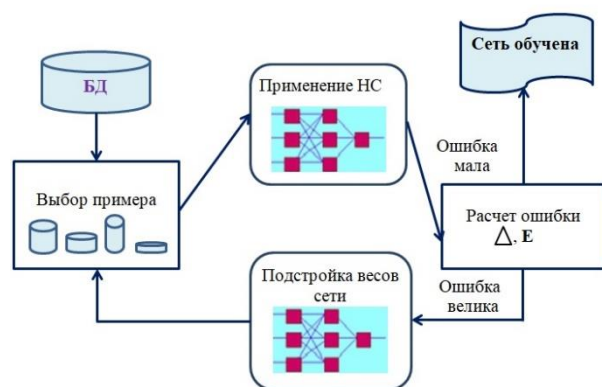 БД
Выбор примера
Применение НС
Сеть обучена
Ошибка
мала
Расчет ошибки
△, E
Ошибка
велика
Подстройка весов
сети